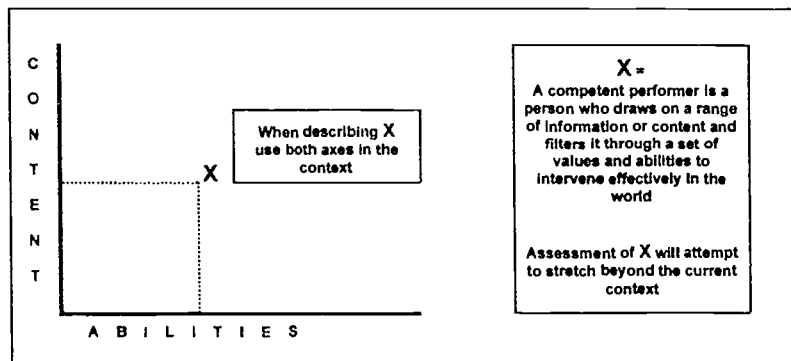 C
O
N
T
E
N
T
X
When describing X
use both axes in the
context
A B I L I T I E S
X =
A competent performer is a
person who draws on a range
of Information or content and
filters it through a set of
values and abilities to
intervene effectively in the
world
Assessment of X will attempt
to stretch beyond the current
context